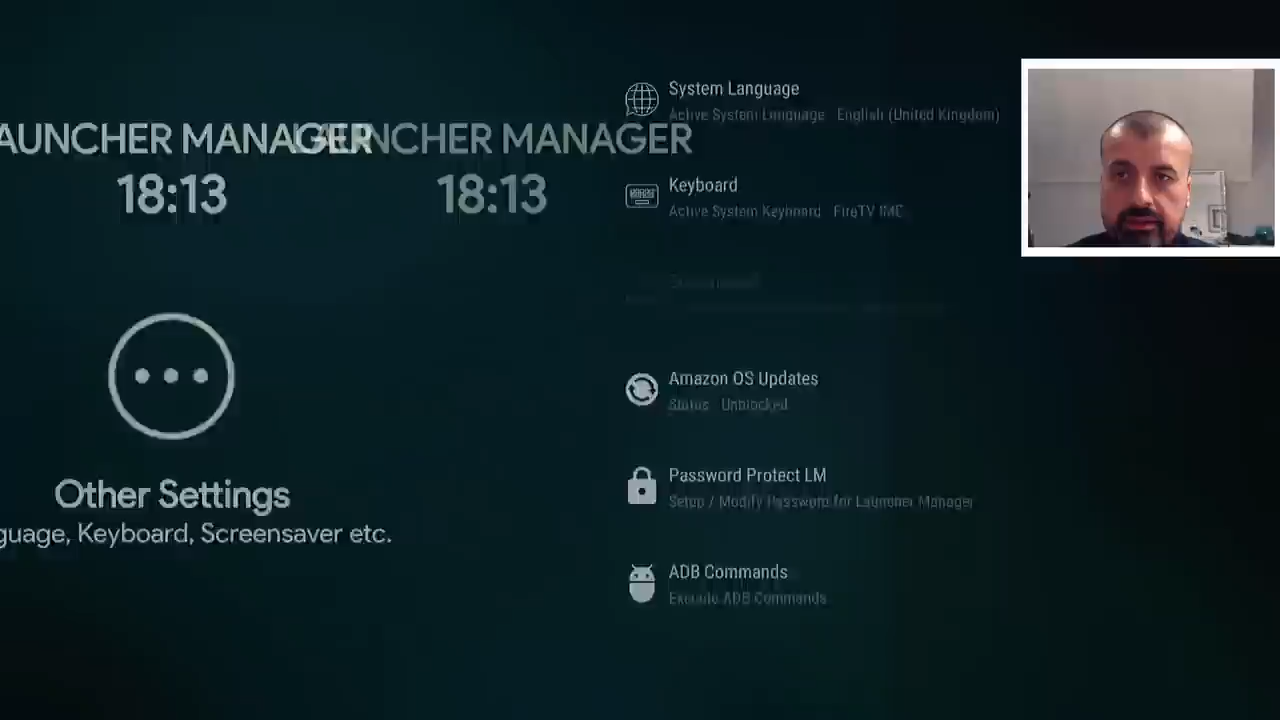 AUNCHER MANAGER
NCHER MANAGER
18:13
18:13
Other Settings
guage, Keyboard, Screensaver etc.
System Language
Active System Language English (United Kingdom)
Keyboard
Active System Keyboard FireTV IME
Amazon OS Updates
Status Unblocked
Password Protect LM
Setup / Modify Password for Launcher Manager
ADB Commands
Execute ADB Commands